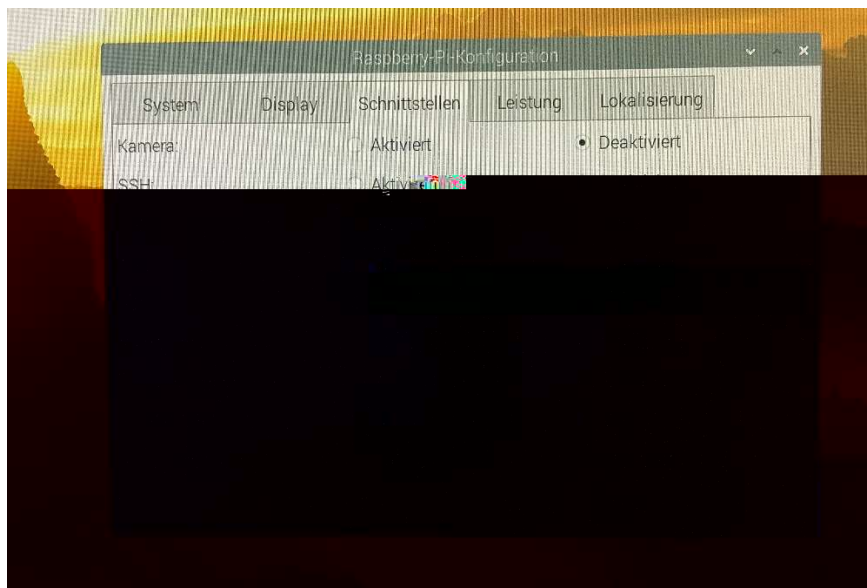 Raspberry-Pi-Konfiguration
System Display Schnittstellen Leistung Lokalisierung
Kamera: Aktiviert Deaktiviert
SSH: